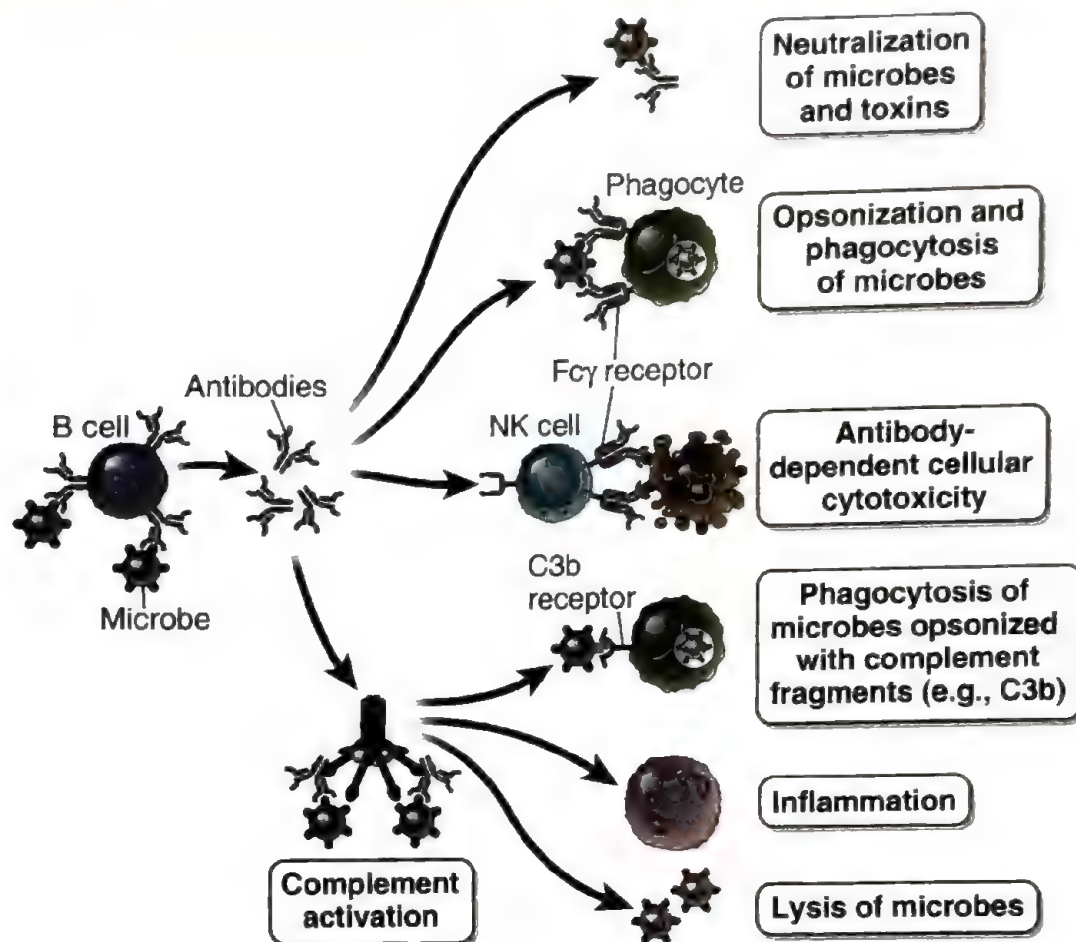 Neutralization
of microbes
and toxins
Phagocyte
Opsonization and
phagocytosis
of microbes
Fcγ receptor
Antibodies
B cell
NK cell
Antibody-
dependent cellular
cytotoxicity
Microbe
C3b
receptor
Phagocytosis of
microbes opsonized
with complement
fragments (e.g., C3b)
Inflammation
Complement
activation
Lysis of microbes